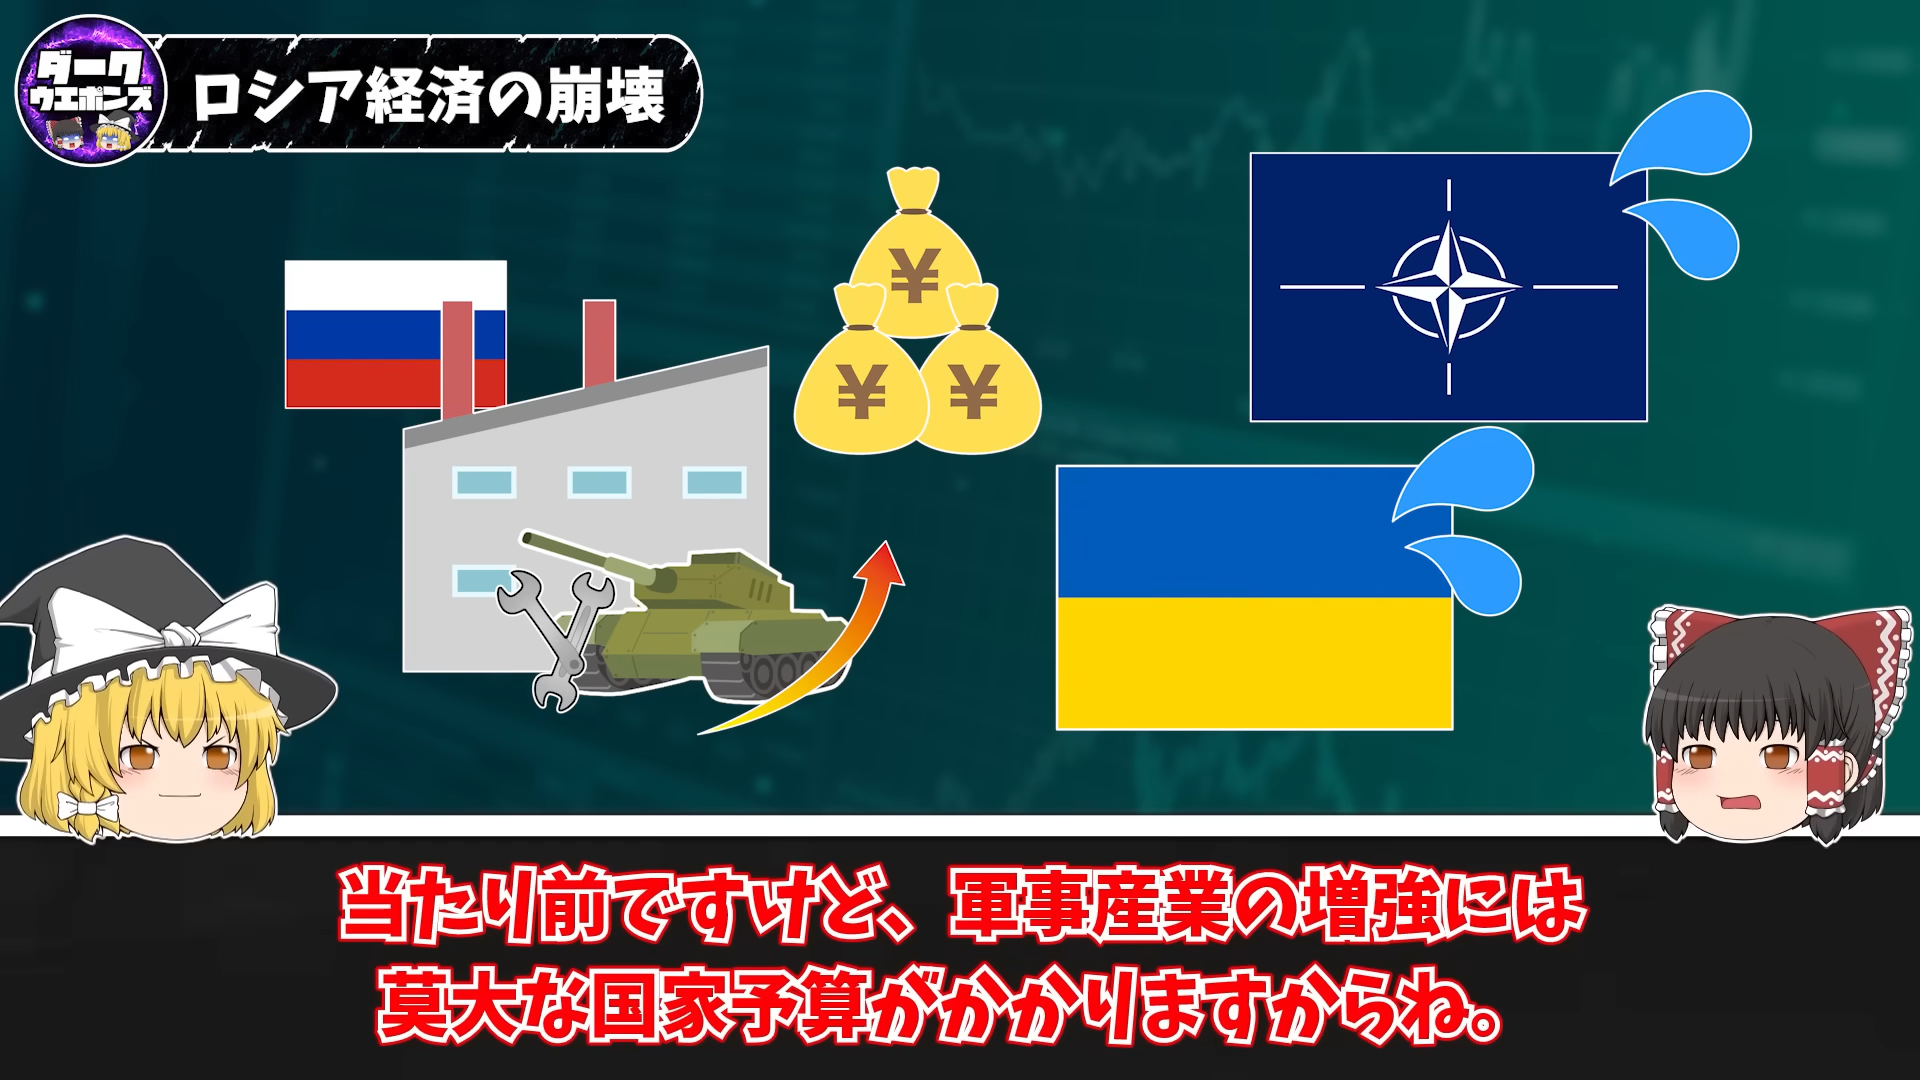 ダーク
ウエポンズ
ロシア経済の崩壊
¥
¥
¥
当たり前ですけど、軍事産業の増強には
莫大な国家予算がかかりますからね。